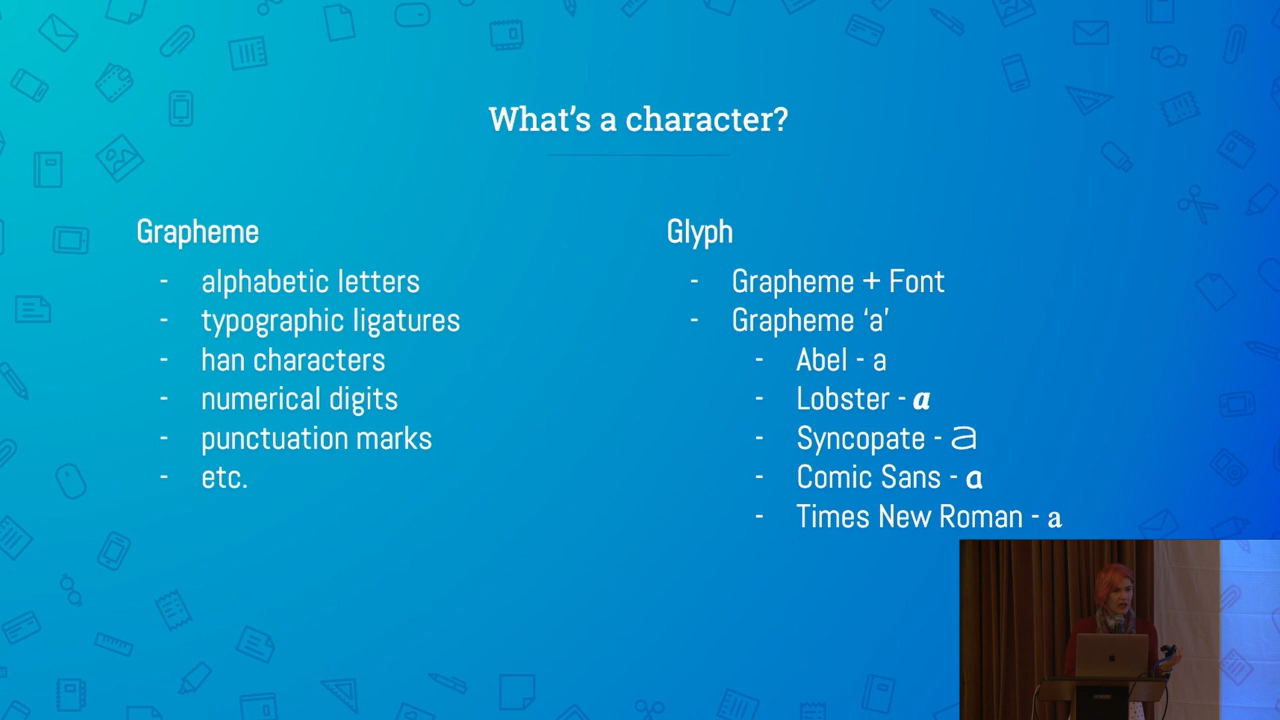 What's a character?
Grapheme
- alphabetic letters
- typographic ligatures
- han characters
- numerical digits
- punctuation marks
- etc.
Glyph
- Grapheme + Font
- Grapheme ‘a’
- Abel - a
- Lobster - a
- Syncopate - a
- Comic Sans - a
- Times New Roman - a